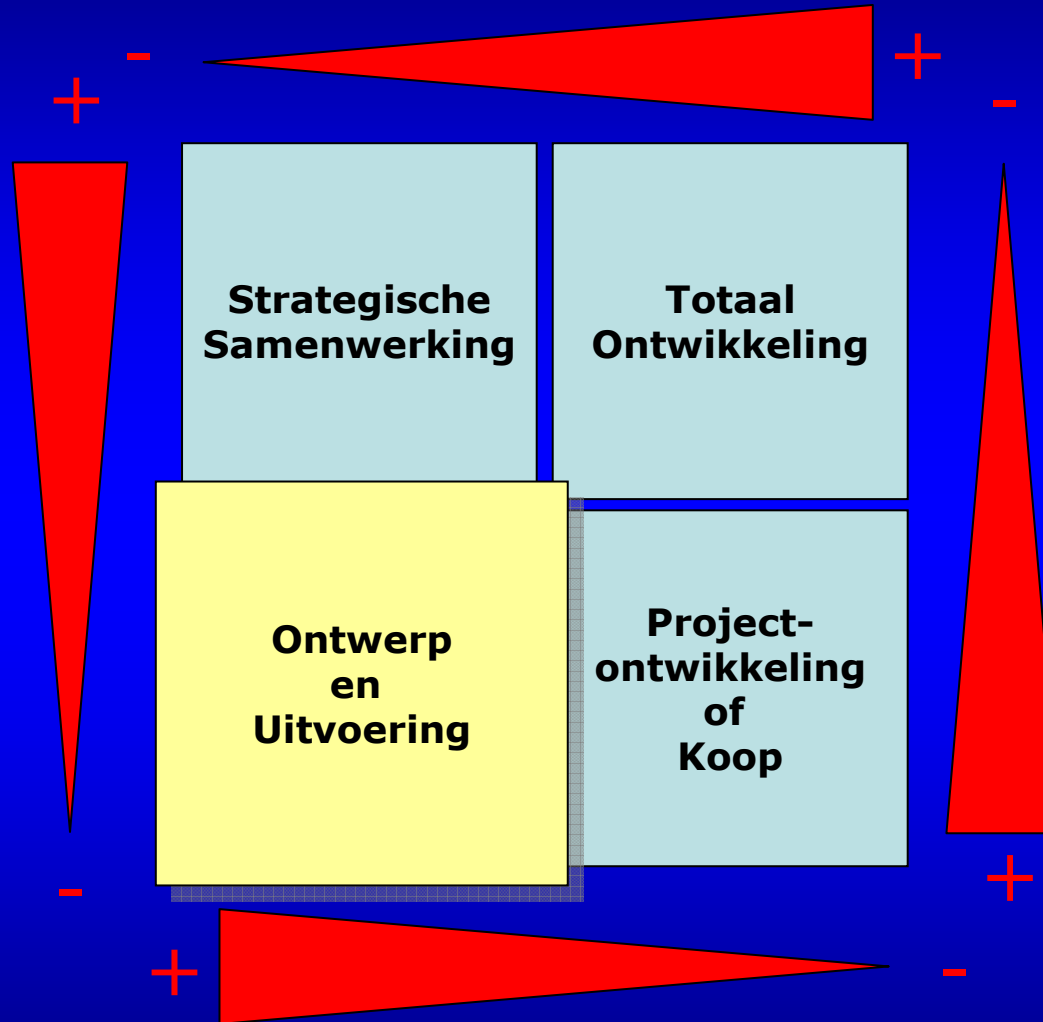 -
+
+
-
Strategische
Samenwerking
Totaal
Ontwikkeling
Ontwerp
en
Uitvoering
Project-
ontwikkeling
of
Koop
-
+
+
-